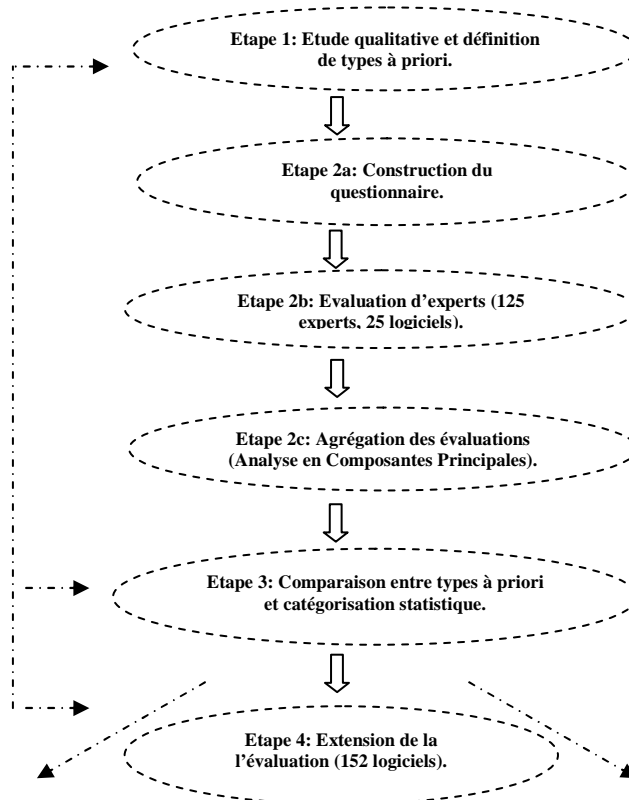 Etape 1: Etude qualitative et définition
de types à priori.
Etape 2a: Construction du
questionnaire.
Etape 2b: Evaluation d'experts (125
experts, 25 logiciels).
Etape 2c: Agrégation des évaluations
(Analyse en Composantes Principales).
Etape 3: Comparaison entre types à priori
et catégorisation statistique.
Etape 4: Extension de la
l'évaluation (152 logiciels).